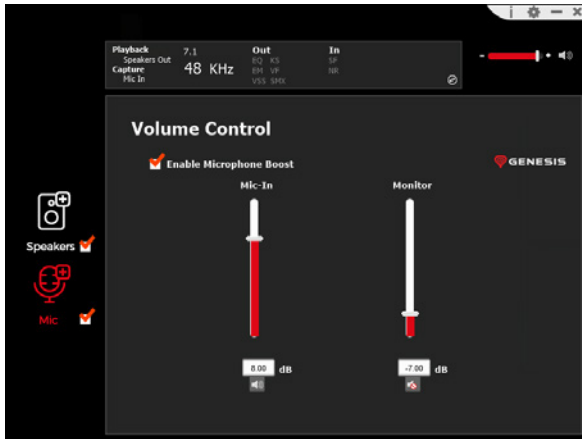 Playback 7.1 Out In
Speakers Out EQ KS SF
Capture 48 KHz EM VF NR
Mic In VSS SMX
Volume Control
Enable Microphone Boost
GENESIS
Mic-In Monitor
Speakers
Mic
8.00 dB -7.00 dB